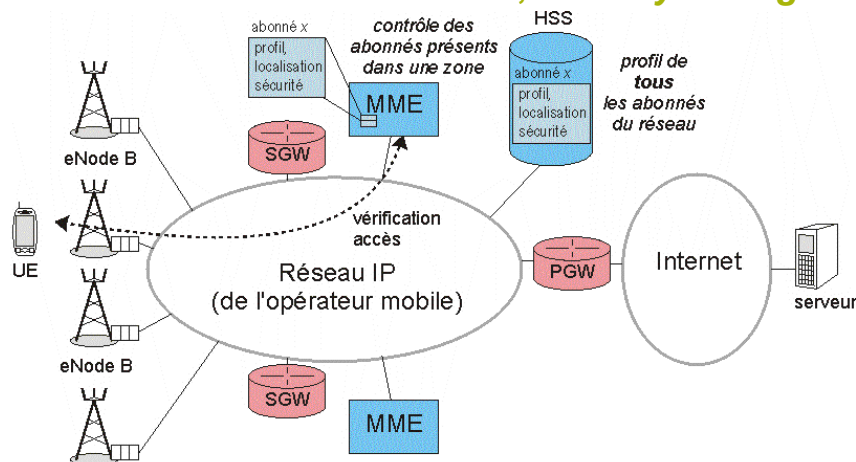 abonné x
profil,
localisation
sécurité
contrôle des
abonnés présents
dans une zone
MME
HSS
abonné x
profil,
localisation
sécurité
profil de
tous
les abonnés
du réseau
eNode B
SGW
vérification
accès
UE
Réseau IP
(de l'opérateur mobile)
PGW
Internet
serveur
eNode B
SGW
MME